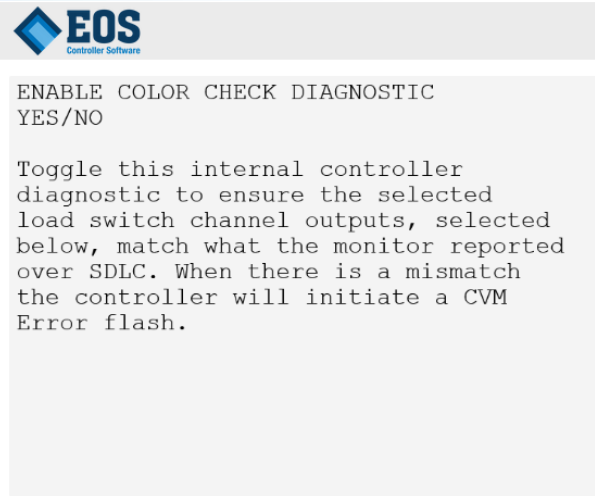 EOS
Controller Software
ENABLE COLOR CHECK DIAGNOSTIC
YES/NO
Toggle this internal controller
diagnostic to ensure the selected
load switch channel outputs, selected
below, match what the monitor reported
over SDLC. When there is a mismatch
the controller will initiate a CVM
Error flash.